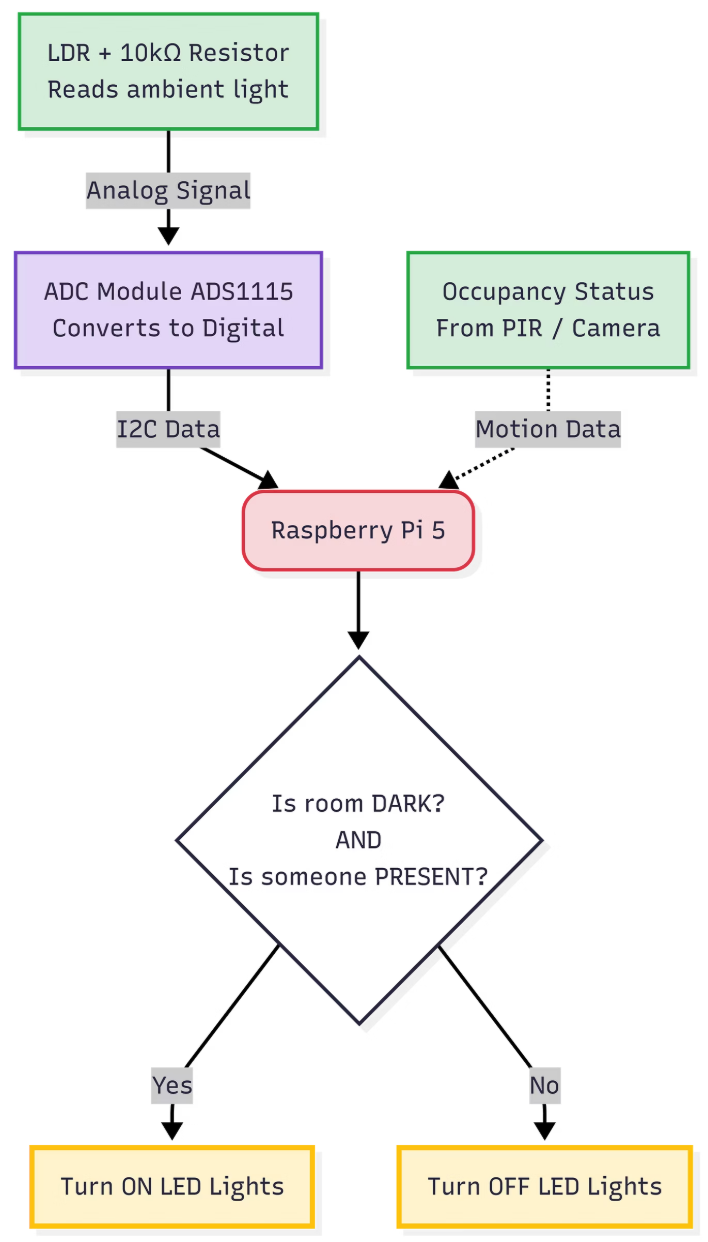 LDR + 10kΩ Resistor
Reads ambient light
Analog Signal
ADC Module ADS1115
Converts to Digital
Occupancy Status
From PIR / Camera
I2C Data
Motion Data
Raspberry Pi 5
Is room DARK?
AND
Is someone PRESENT?
Yes
No
Turn ON LED Lights
Turn OFF LED Lights